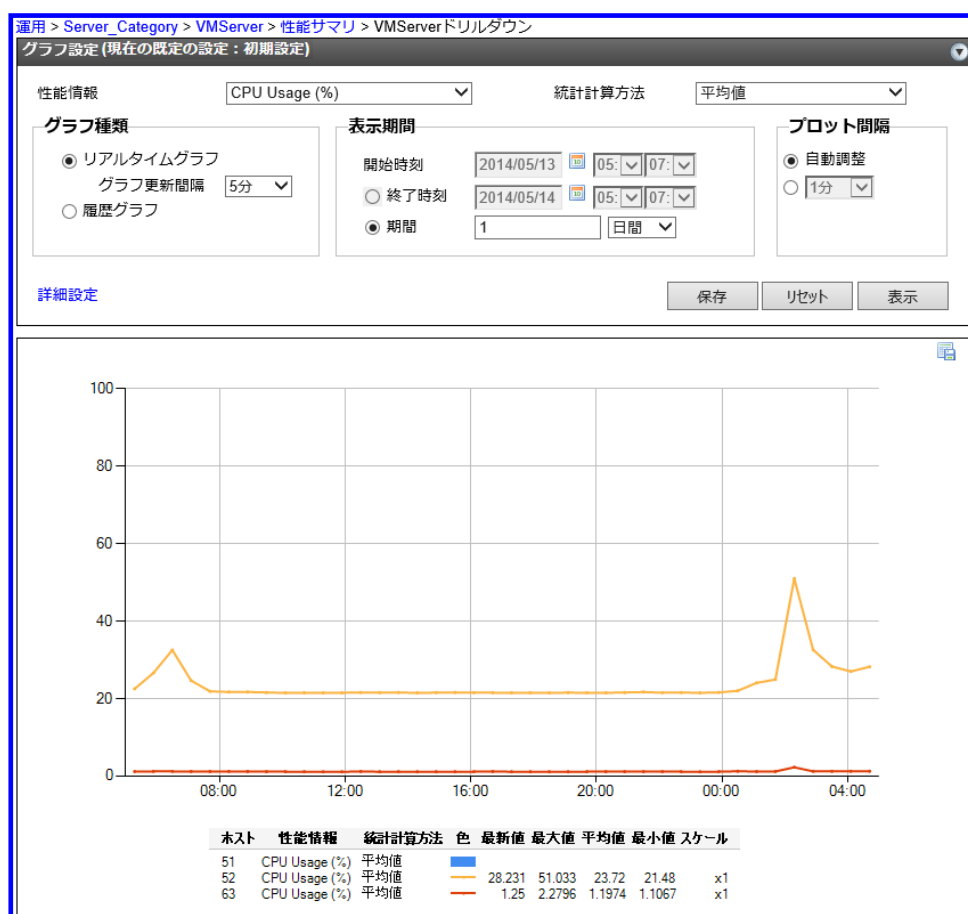 運用 > Server_Category > VMServer > 性能サマリ > VMServerドリルダウン
グラフ設定(現在の既定の設定：初期設定)
性能情報 CPU Usage (%) 統計計算方法 平均値
グラフ種類 表示期間 プロット間隔
リアルタイムグラフ 開始時刻 2014/05/13 05: 07: 自動調整
グラフ更新間隔 5分 終了時刻 2014/05/14 05: 07: 1分
履歴グラフ 期間 1 日間
詳細設定 保存 リセット 表示
100
80
60
40
20
0
08:00 12:00 16:00 20:00 00:00 04:00
ホスト 性能情報 統計計算方法 色 最新値 最大値 平均値 最小値 スケール
51 CPU Usage (%) 平均値
52 CPU Usage (%) 平均値 28.231 51.033 23.72 21.48 x1
63 CPU Usage (%) 平均値 1.25 2.2796 1.1974 1.1067 x1